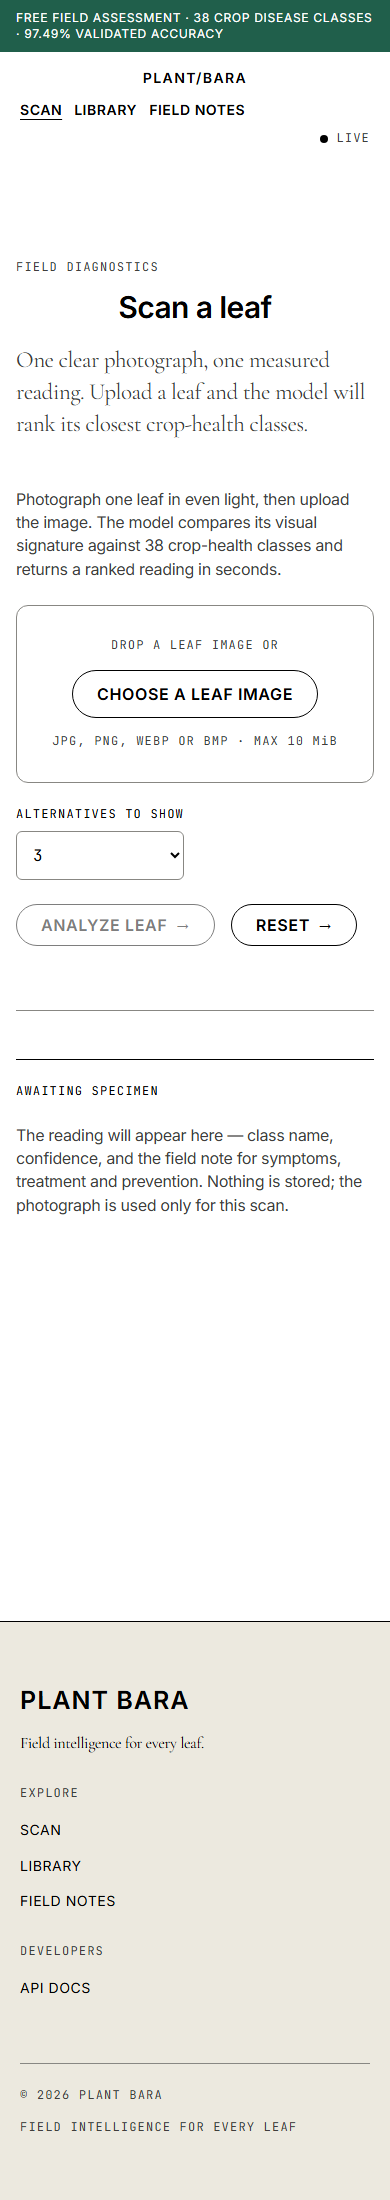 FREE FIELD ASSESSMENT · 38 CROP DISEASE CLASSES
· 97.49% VALIDATED ACCURACY
PLANT/BARA
SCAN LIBRARY FIELD NOTES
LIVE
FIELD DIAGNOSTICS
Scan a leaf
One clear photograph, one measured
reading. Upload a leaf and the model will
rank its closest crop-health classes.
Photograph one leaf in even light, then upload
the image. The model compares its visual
signature against 38 crop-health classes and
returns a ranked reading in seconds.
DROP A LEAF IMAGE OR
CHOOSE A LEAF IMAGE
JPG, PNG, WEBP OR BMP · MAX 10 MiB
ALTERNATIVES TO SHOW
3
ANALYZE LEAF → RESET →
AWAITING SPECIMEN
The reading will appear here — class name,
confidence, and the field note for symptoms,
treatment and prevention. Nothing is stored; the
photograph is used only for this scan.
PLANT BARA
Field intelligence for every leaf.
EXPLORE
SCAN
LIBRARY
FIELD NOTES
DEVELOPERS
API DOCS
© 2026 PLANT BARA
FIELD INTELLIGENCE FOR EVERY LEAF